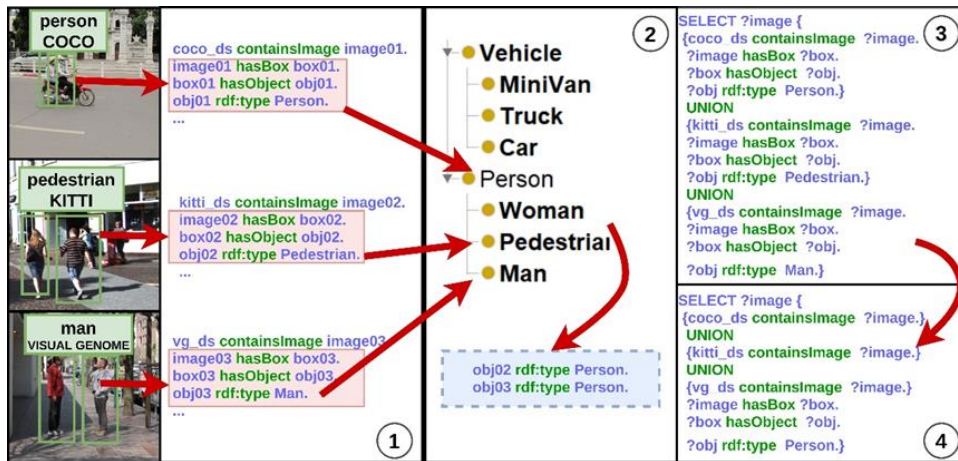 person
COCO
pedestrian
KITTI
man
VISUAL GENOME
coco_ds containsImage image01.
image01 hasBox box01.
box01 hasObject obj01.
obj01 rdf:type Person.
...
kitti_ds containsImage image02.
image02 hasBox box02.
box02 hasObject obj02.
obj02 rdf:type Pedestrian.
...
vg_ds containsImage image03
image03 hasBox box03.
box03 hasObject obj03.
obj03 rdf:type Man.
...
1
2
Vehicle
MiniVan
Truck
Car
Person
Woman
Pedestrian
Man
obj02 rdf:type Person.
obj03 rdf:type Person.
3
SELECT ?image {
{coco_ds containsImage ?image.
?image hasBox ?box.
?box hasObject ?obj.
?obj rdf:type Person.}
UNION
{kitti_ds containsImage ?image.
?image hasBox ?box.
?box hasObject ?obj.
?obj rdf:type Pedestrian.}
UNION
{vg_ds containsImage ?image.
?image hasBox ?box.
?box hasObject ?obj.
?obj rdf:type Man.}
SELECT ?image {
{coco_ds containsImage ?image.}
UNION
{kitti_ds containsImage ?image.}
UNION
{vg_ds containsImage ?image.}
?image hasBox ?box.
?box hasObject ?obj.
?obj rdf:type Person.}
4